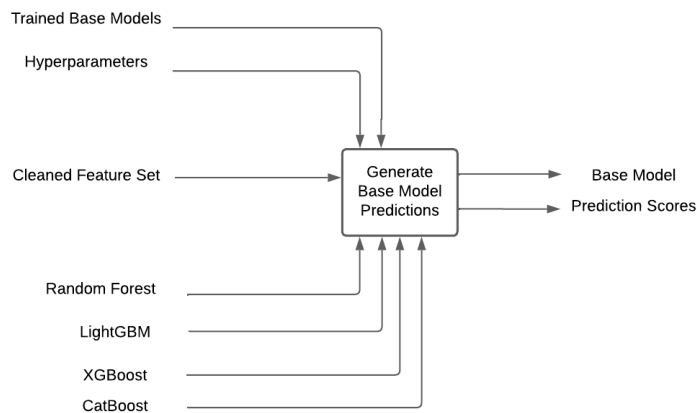 Trained Base Models
Hyperparameters
Cleaned Feature Set
Generate
Base Model
Predictions
Base Model
Prediction Scores
Random Forest
LightGBM
XGBoost
CatBoost